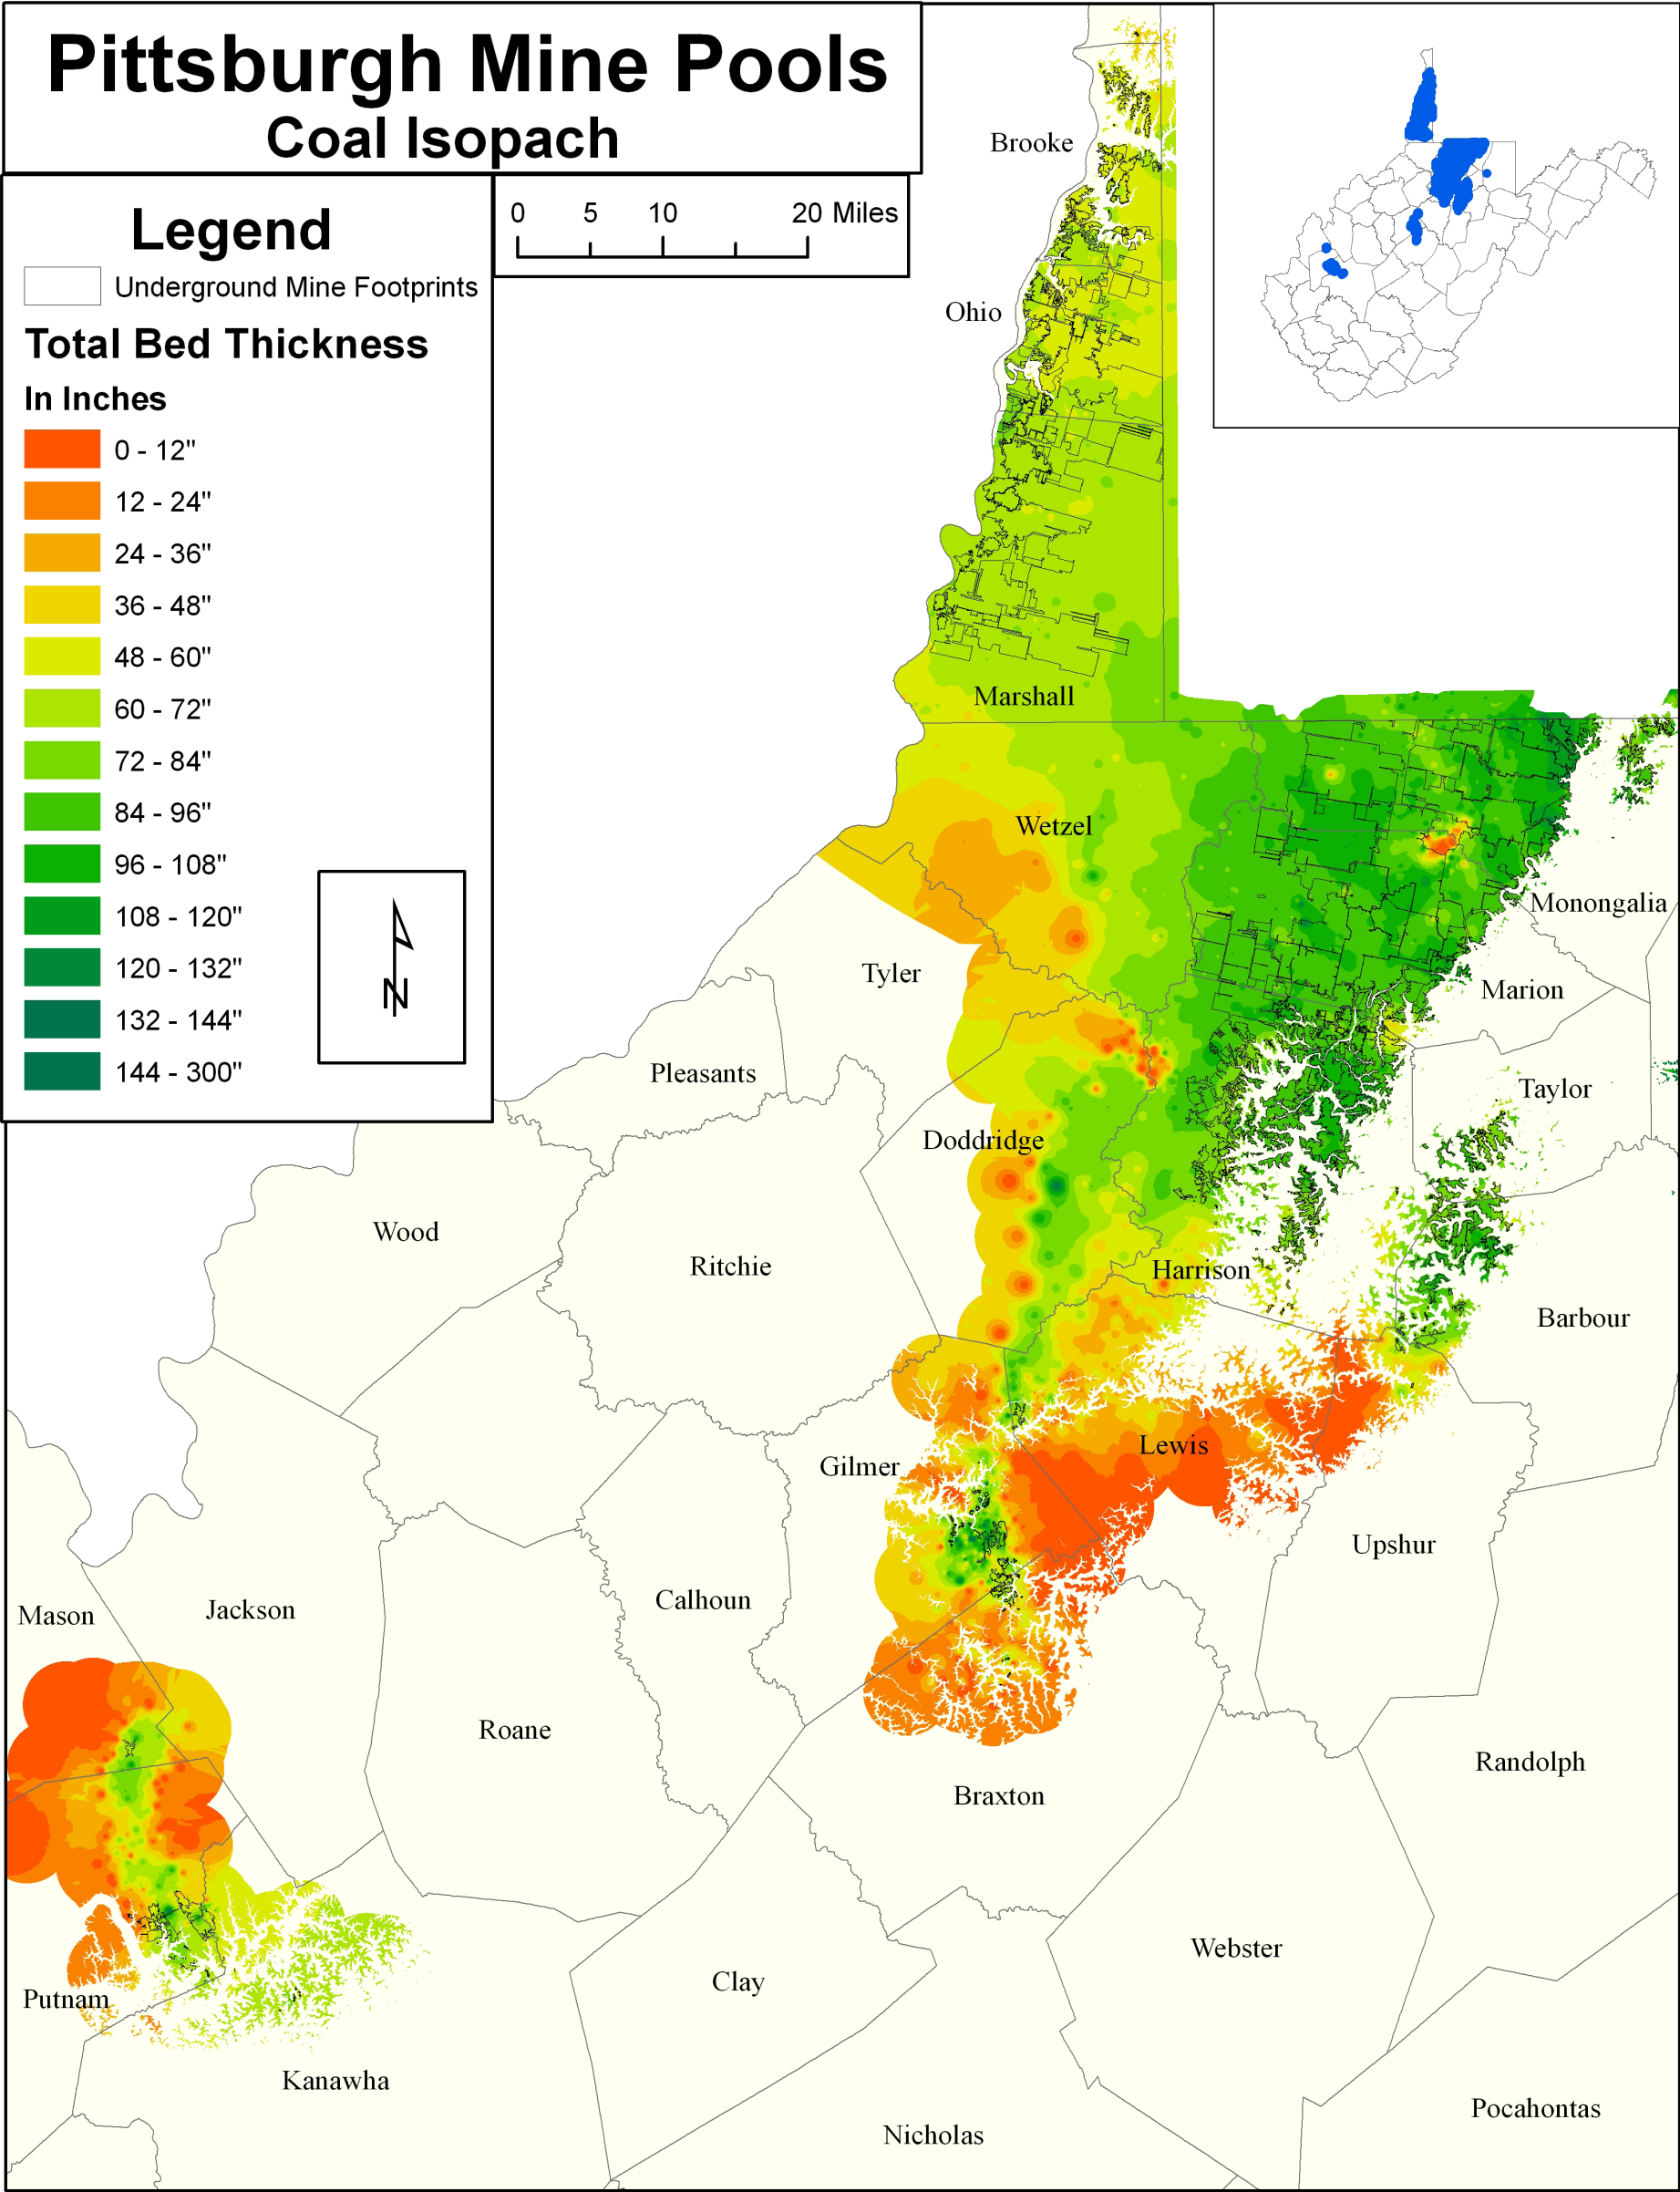 Pittsburgh Mine Pools
Coal Isopach
Legend
Underground Mine Footprints
Total Bed Thickness
In Inches
0 - 12"
12 - 24"
24 - 36"
36 - 48"
48 - 60"
60 - 72"
72 - 84"
84 - 96"
96 - 108"
108 - 120"
120 - 132"
132 - 144"
144 - 300"
N
0 5 10 20 Miles
Brooke
Ohio
Marshall
Wetzel
Monongalia
Tyler
Marion
Pleasants
Taylor
Doddridge
Wood
Ritchie
Harrison
Barbour
Lewis
Gilmer
Upshur
Calhoun
Jackson
Mason
Roane
Randolph
Braxton
Webster
Clay
Putnam
Kanawha
Pocahontas
Nicholas